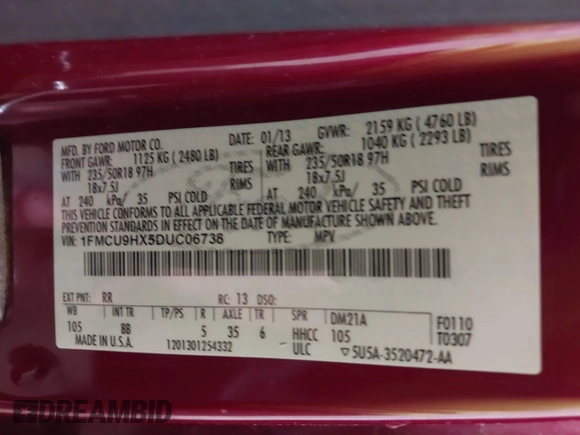 MFD. BY FORD MOTOR CO. DATE: 01/13 GVWR: 2159 KG (4760 LB)
FRONT GAWR: 1125 KG (2480 LB) REAR GAWR: 1040 KG (2293 LB)
WITH 235/50R18 97H TIRES WITH 235/50R18 97H TIRES
18x7.5J RIMS 18x7.5J RIMS
AT 240 kPa/ 35 PSI COLD AT 240 kPa/ 35 PSI COLD
THIS VEHICLE CONFORMS TO ALL APPLICABLE FEDERAL MOTOR VEHICLE SAFETY AND THEFT
PREVENTION STANDARDS IN EFFECT ON THE DATE OF MANUFACTURE SHOWN ABOVE.
VIN: 1FMCU9HX5DUC06738 TYPE: MPV
EXT PNT: RR RC: 13 DSO:
WB INT TR TP/PS R AXLE TR SPR DM21A F0110
105 BB 5 35 6 HHCC 105 T0307
MADE IN U.S.A. 1201301254332 ULC 5U5A-3520472-AA
DREAMBID